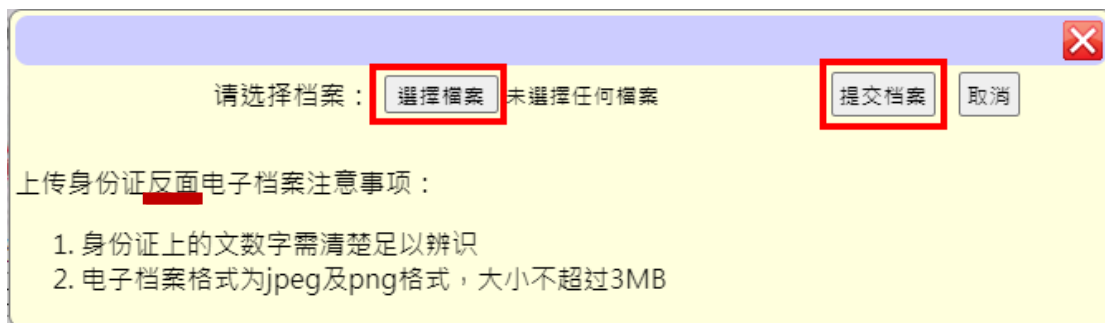 请选择档案： 選擇檔案 未選擇任何檔案 提交档案 取消
上传身份证反面电子档案注意事项：
1. 身份证上的文数字需清楚足以辨识
2. 电子档案格式为jpeg及png格式，大小不超过3MB